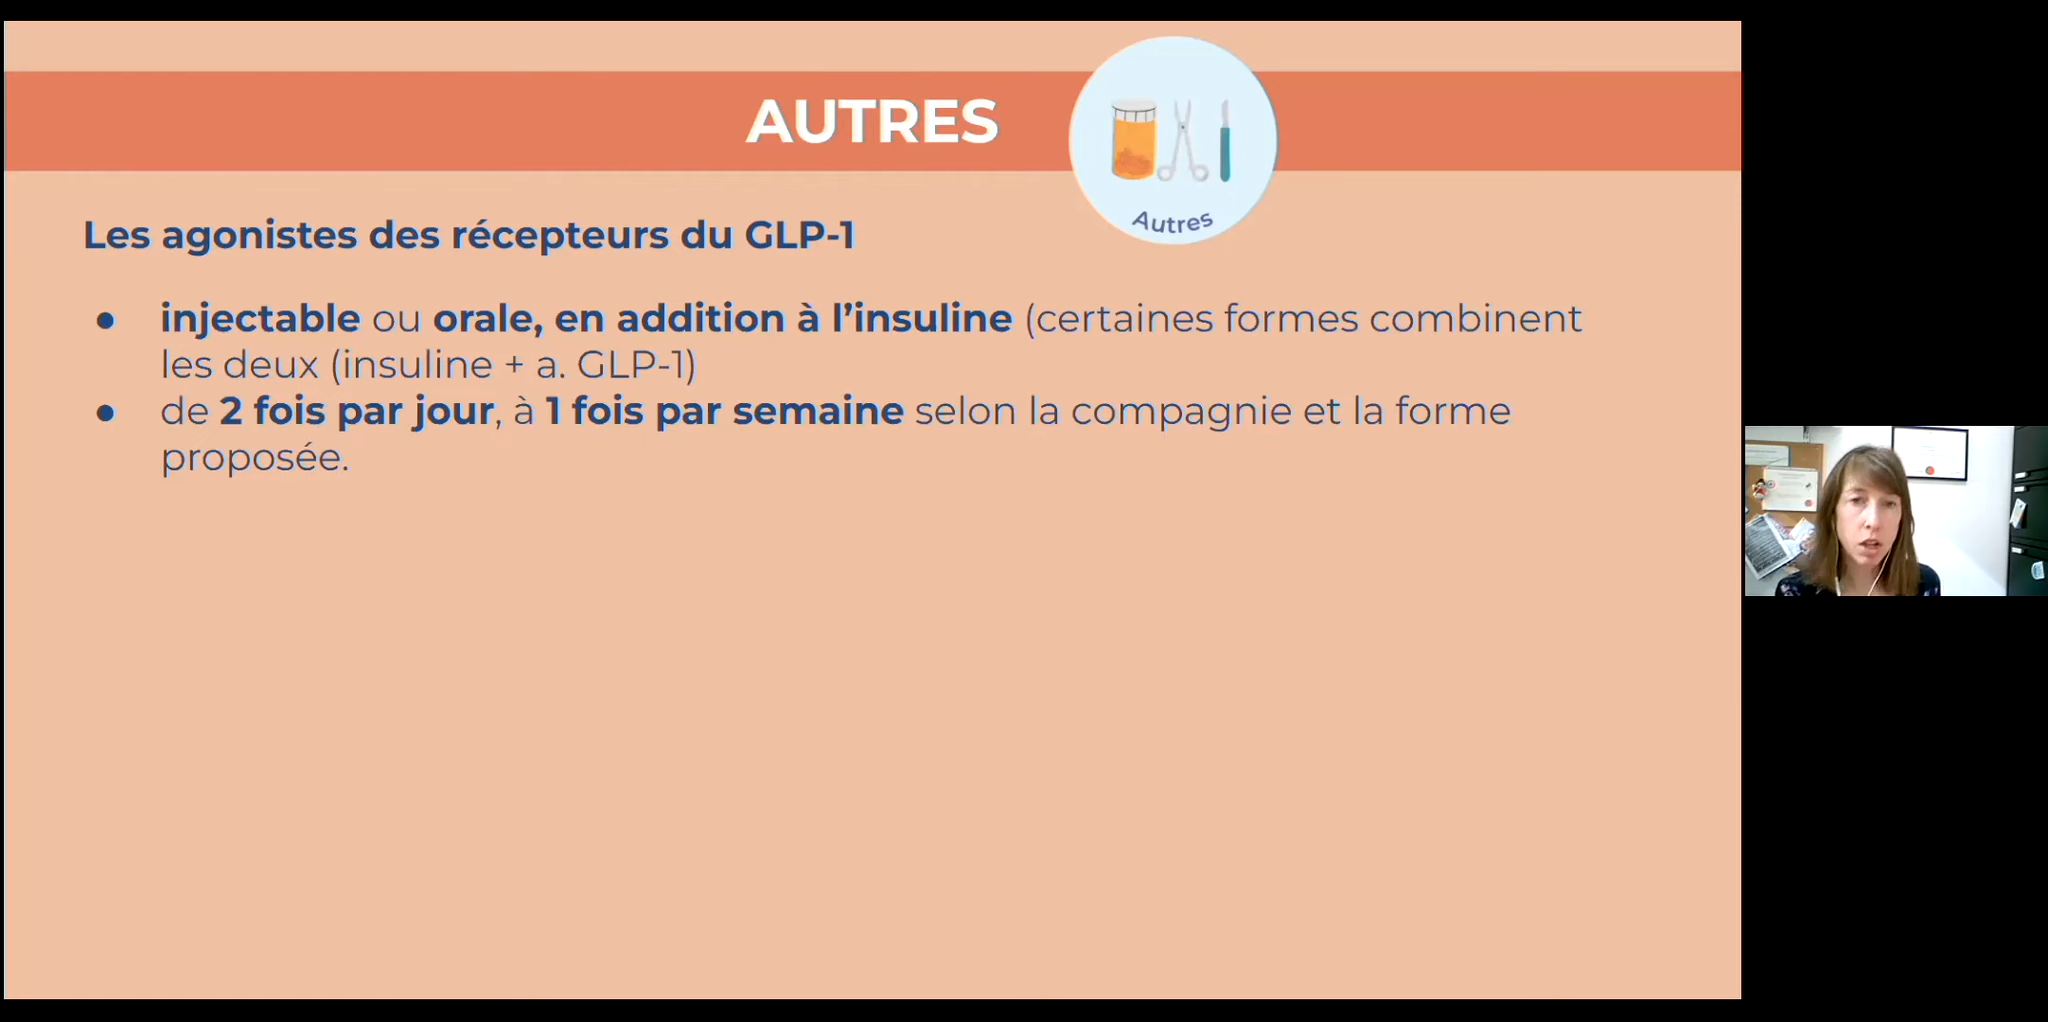 AUTRES
Autres
Les agonistes des récepteurs du GLP-1
● injectable ou orale, en addition à l’insuline (certaines formes combinent
les deux (insuline + a. GLP-1)
● de 2 fois par jour, à 1 fois par semaine selon la compagnie et la forme
proposée.